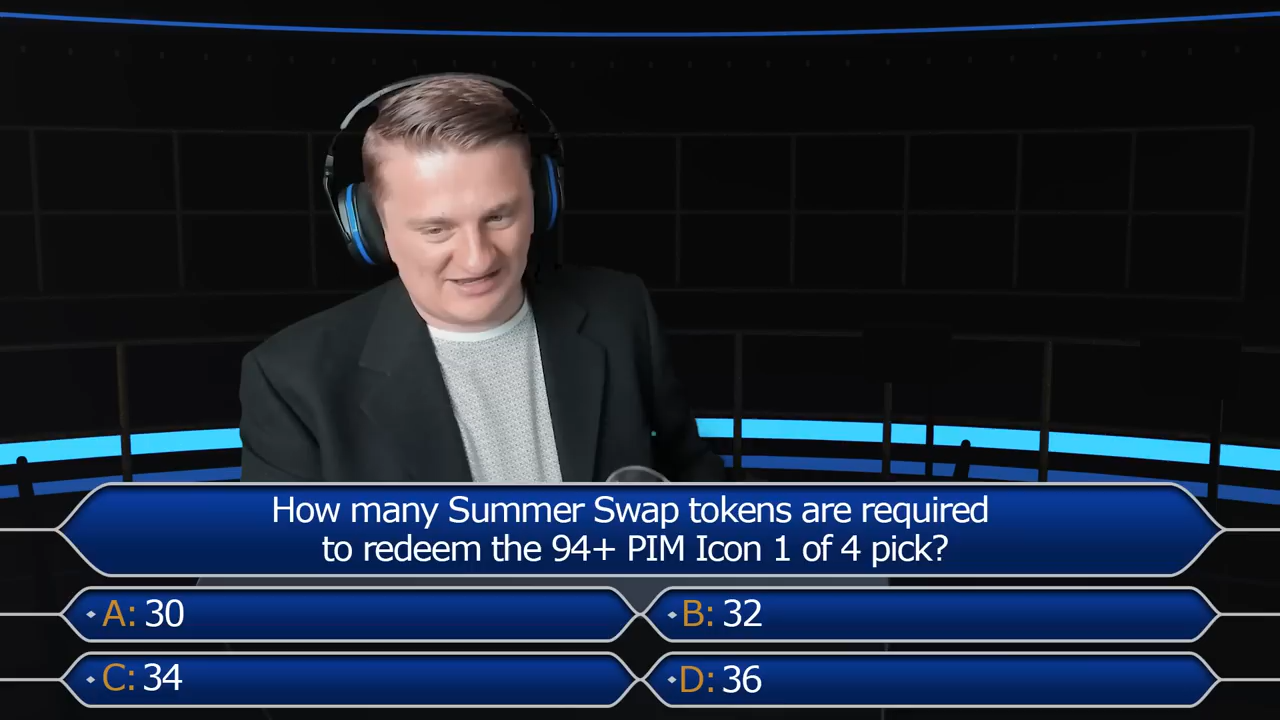 How many Summer Swap tokens are required
to redeem the 94+ PIM Icon 1 of 4 pick?
A: 30
B: 32
C: 34
D: 36